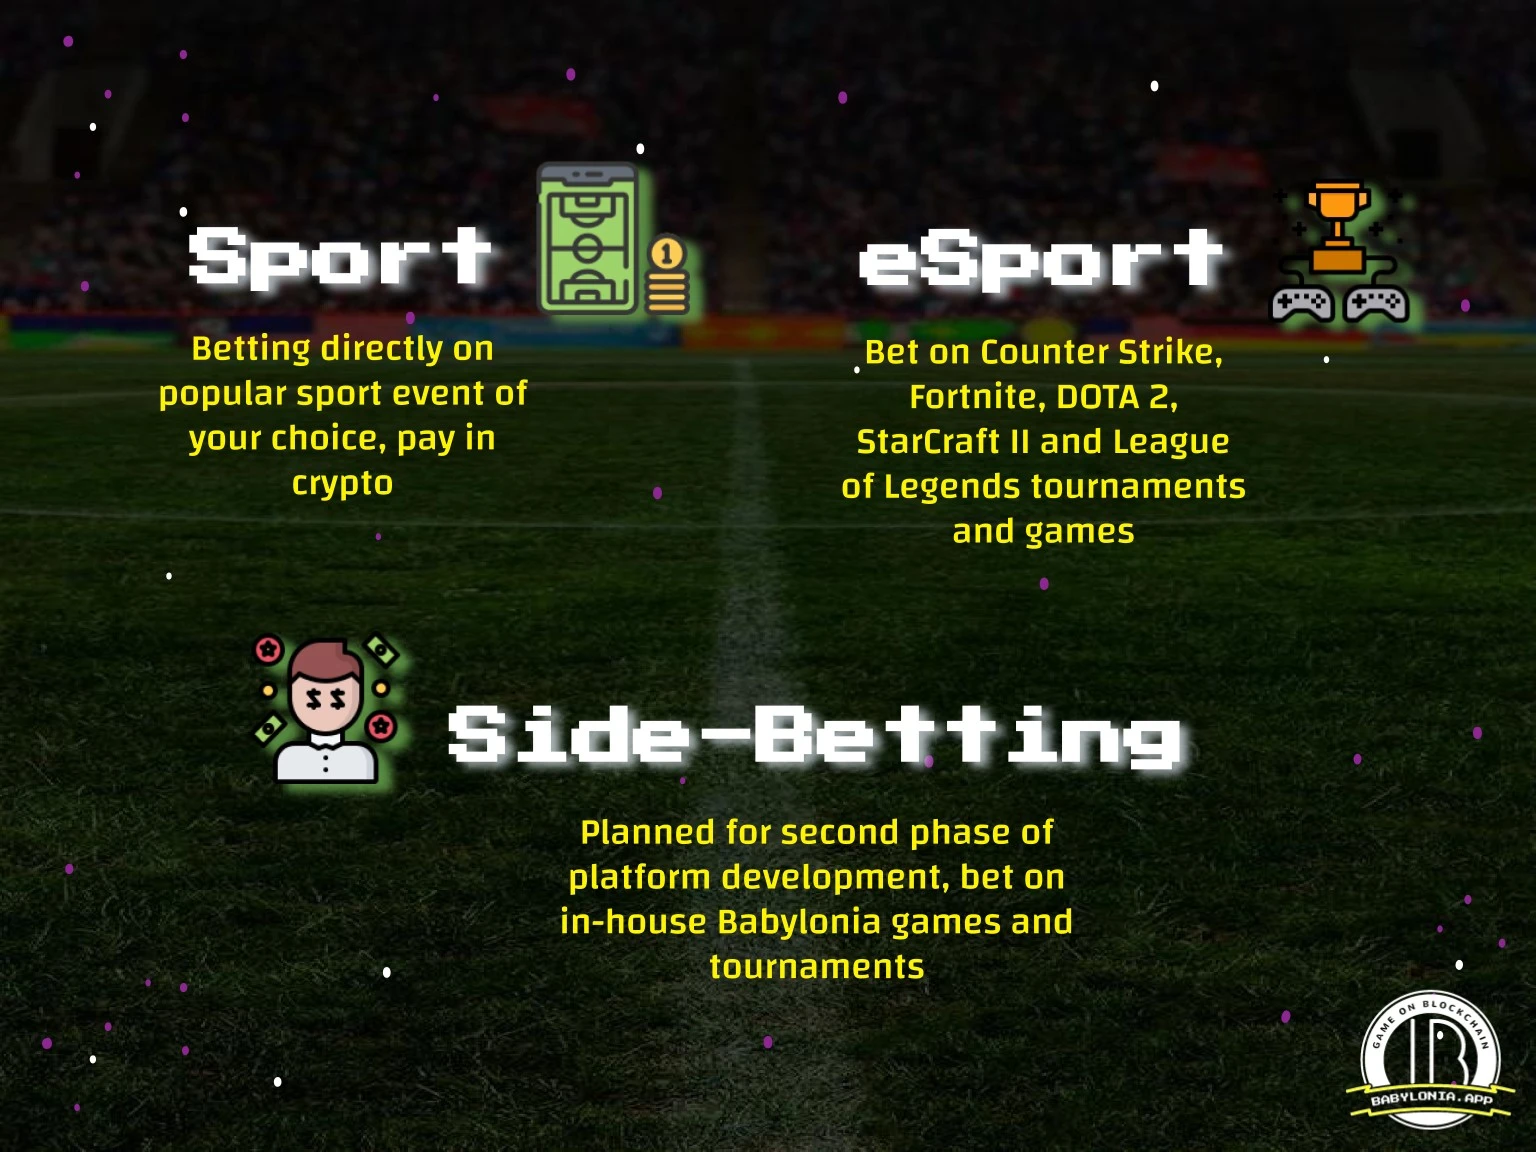 Sport
Betting directly on
popular sport event of
your choice, pay in
crypto
eSport
Bet on Counter Strike,
Fortnite, DOTA 2,
StarCraft II and League
of Legends tournaments
and games
1
$ $
Side-Betting
Planned for second phase of
platform development, bet on
in-house Babylonia games and
tournaments
GAME ON BLOCKCHAIN
B
BABYLONIA.APP